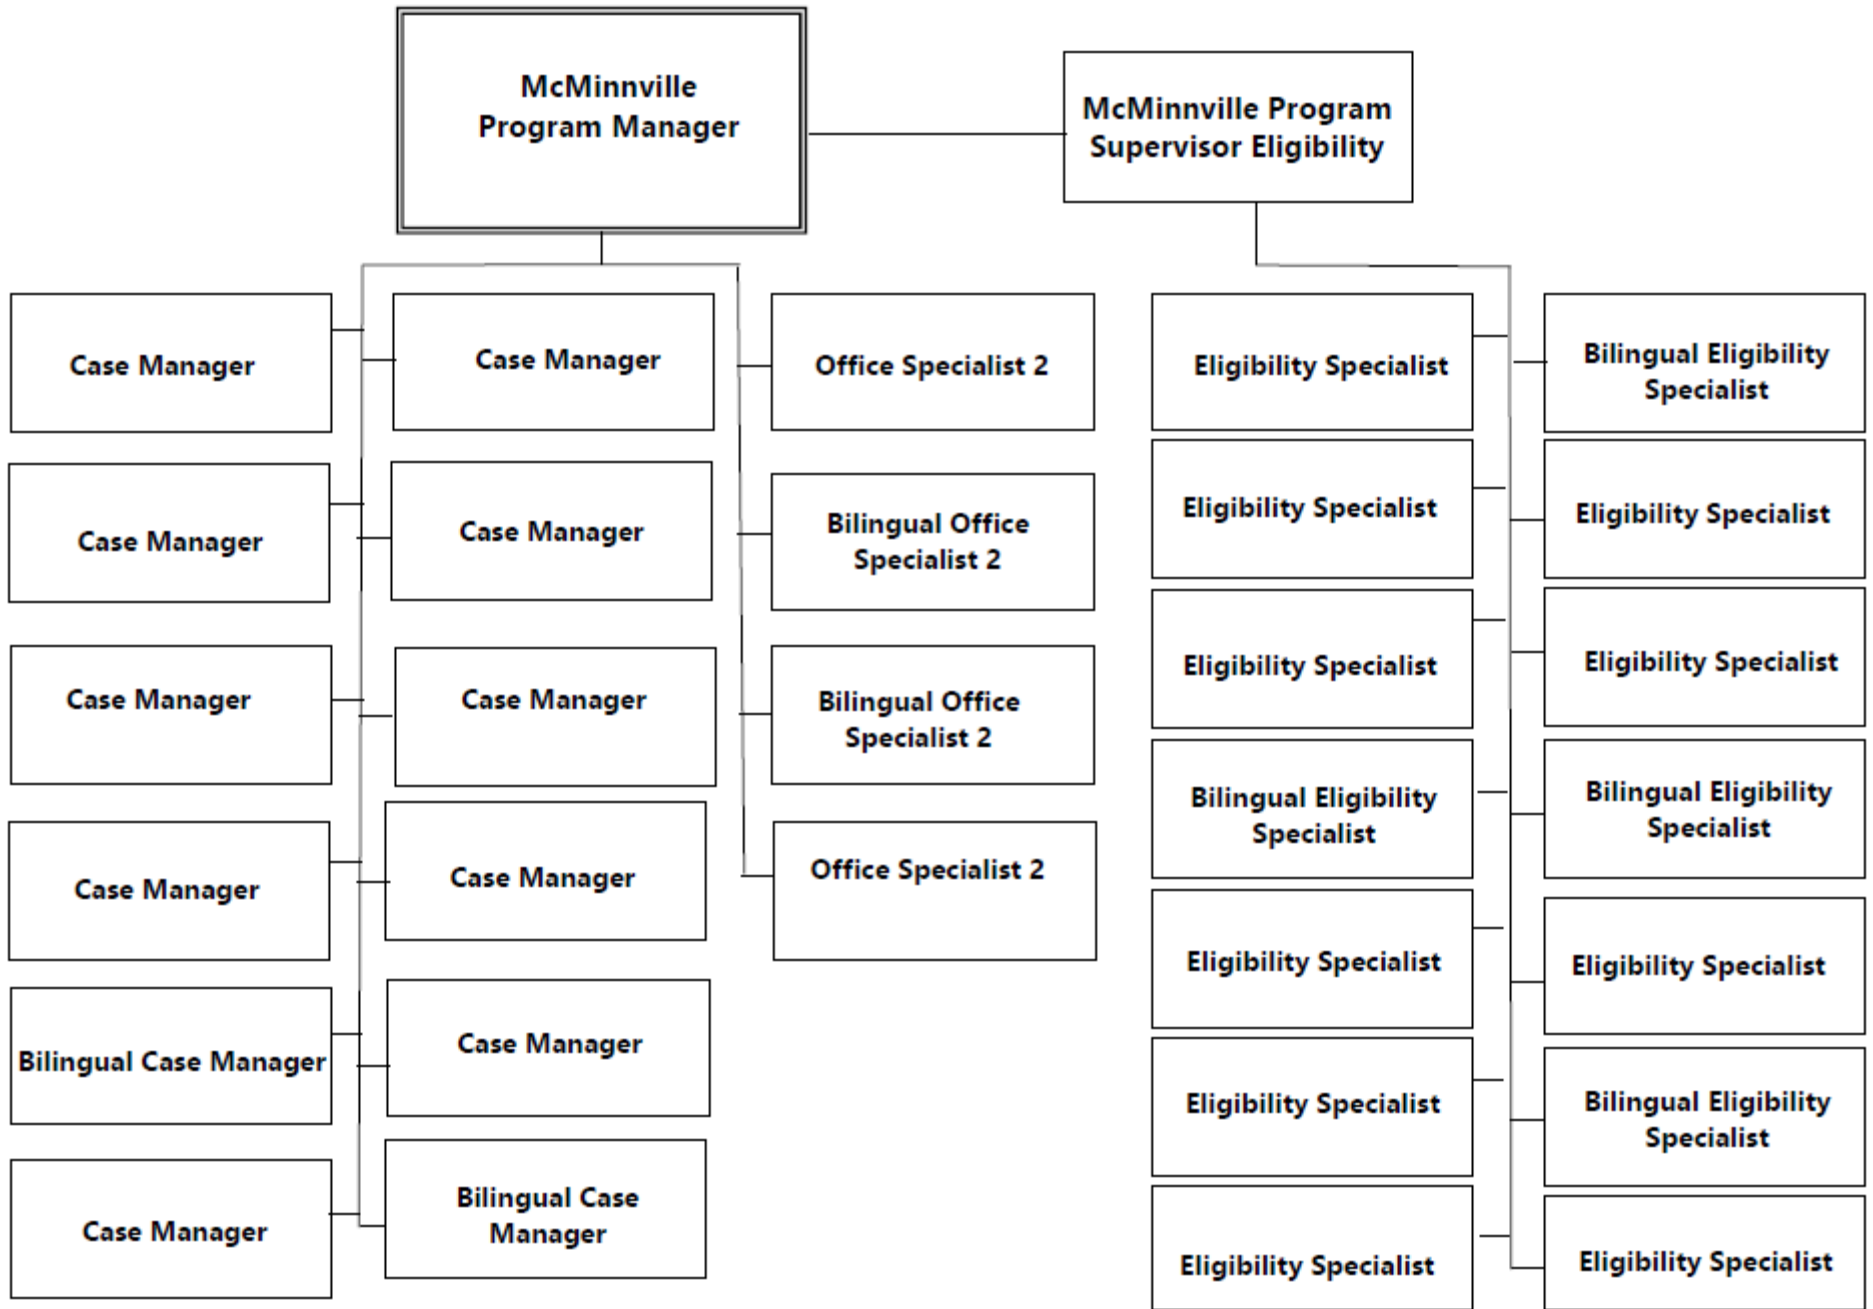 McMinnville
Program Manager
McMinnville Program
Supervisor Eligibility
Case Manager
Case Manager
Office Specialist 2
Eligibility Specialist
Bilingual Eligibility
Specialist
Case Manager
Case Manager
Bilingual Office
Specialist 2
Eligibility Specialist
Eligibility Specialist
Case Manager
Case Manager
Bilingual Office
Specialist 2
Eligibility Specialist
Eligibility Specialist
Case Manager
Case Manager
Office Specialist 2
Bilingual Eligibility
Specialist
Bilingual Eligibility
Specialist
Bilingual Case Manager
Case Manager
Eligibility Specialist
Eligibility Specialist
Case Manager
Bilingual Case
Manager
Eligibility Specialist
Bilingual Eligibility
Specialist
Eligibility Specialist
Eligibility Specialist